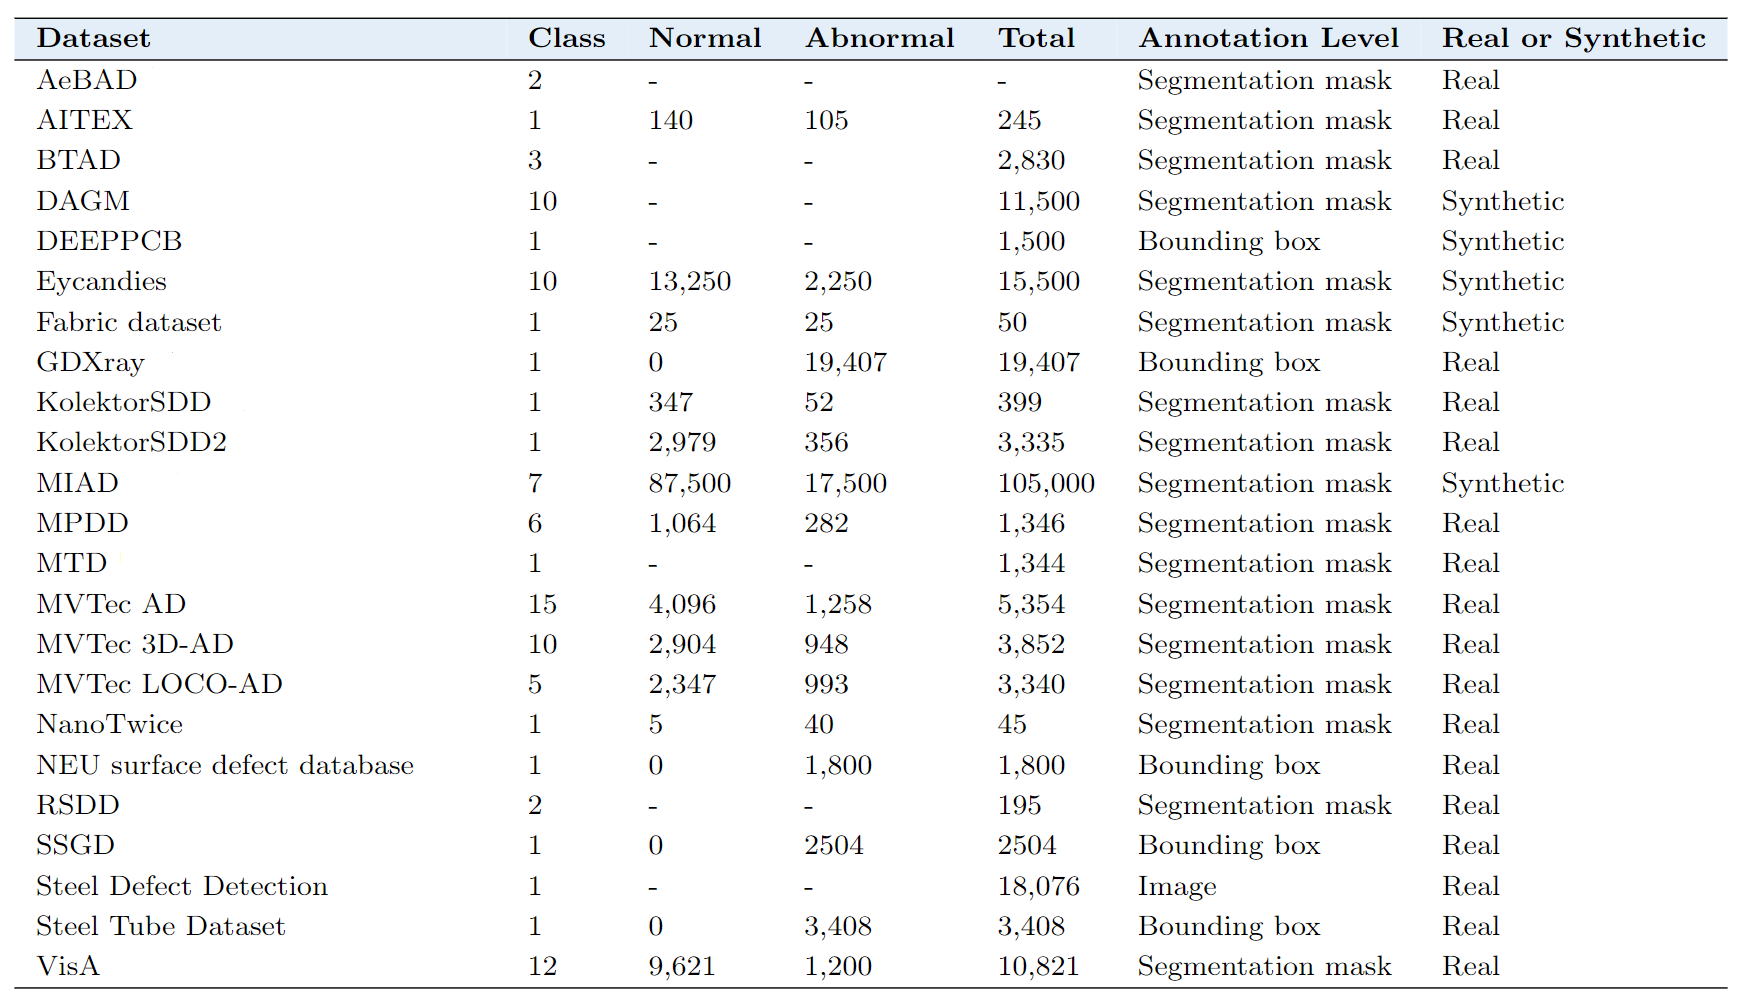 Dataset Class Normal Abnormal Total Annotation Level Real or Synthetic
AeBAD 2 - - - Segmentation mask Real
AITEX 1 140 105 245 Segmentation mask Real
BTAD 3 - - 2,830 Segmentation mask Real
DAGM 10 - - 11,500 Segmentation mask Synthetic
DEEPPCB 1 - - 1,500 Bounding box Synthetic
Eycandies 10 13,250 2,250 15,500 Segmentation mask Synthetic
Fabric dataset 1 25 25 50 Segmentation mask Synthetic
GDXray 1 0 19,407 19,407 Bounding box Real
KolektorSDD 1 347 52 399 Segmentation mask Real
KolektorSDD2 1 2,979 356 3,335 Segmentation mask Real
MIAD 7 87,500 17,500 105,000 Segmentation mask Synthetic
MPDD 6 1,064 282 1,346 Segmentation mask Real
MTD 1 - - 1,344 Segmentation mask Real
MVTec AD 15 4,096 1,258 5,354 Segmentation mask Real
MVTec 3D-AD 10 2,904 948 3,852 Segmentation mask Real
MVTec LOCO-AD 5 2,347 993 3,340 Segmentation mask Real
NanoTwice 1 5 40 45 Segmentation mask Real
NEU surface defect database 1 0 1,800 1,800 Bounding box Real
RSDD 2 - - 195 Segmentation mask Real
SSGD 1 0 2504 2504 Bounding box Real
Steel Defect Detection 1 - - 18,076 Image Real
Steel Tube Dataset 1 0 3,408 3,408 Bounding box Real
VisA 12 9,621 1,200 10,821 Segmentation mask Real